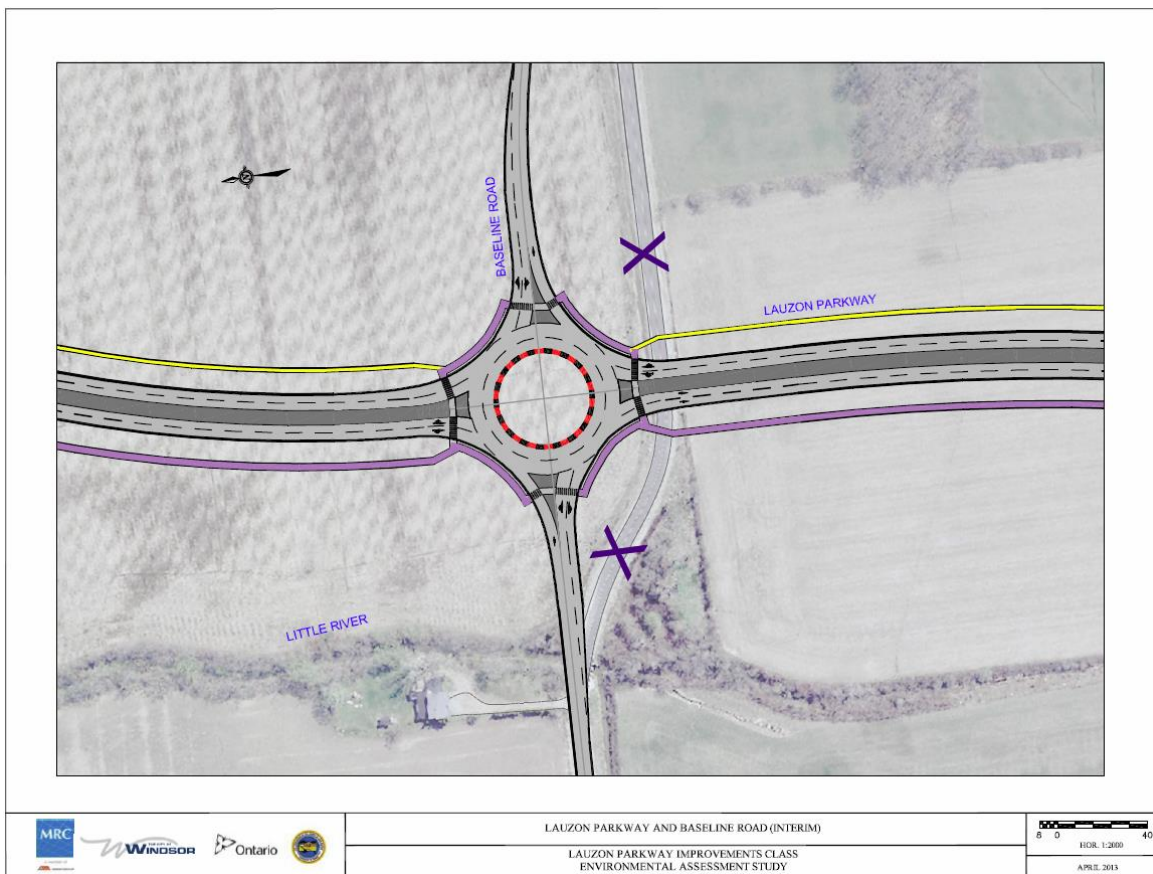 BASELINE ROAD
LAUZON PARKWAY
LITTLE RIVER
MRC
WINDSOR
Ontario
LAUZON PARKWAY AND BASELINE ROAD (INTERIM)
LAUZON PARKWAY IMPROVEMENTS CLASS
ENVIRONMENTAL ASSESSMENT STUDY
8 0 40
HOR. 1:2000
APRIL 2013